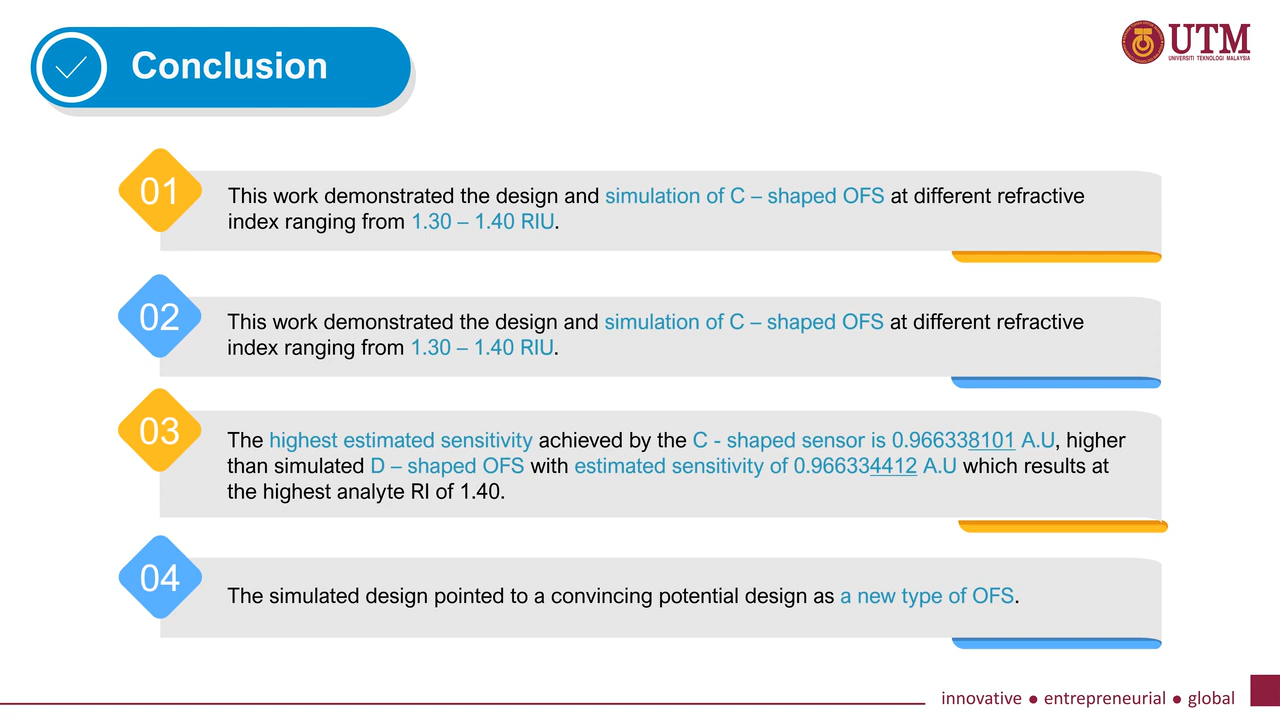 Conclusion
UTM
UNIVERSITI TEKNOLOGI MALAYSIA
01
This work demonstrated the design and simulation of C – shaped OFS at different refractive
index ranging from 1.30 – 1.40 RIU.
02
This work demonstrated the design and simulation of C – shaped OFS at different refractive
index ranging from 1.30 – 1.40 RIU.
03
The highest estimated sensitivity achieved by the C - shaped sensor is 0.966338101 A.U, higher
than simulated D – shaped OFS with estimated sensitivity of 0.966334412 A.U which results at
the highest analyte RI of 1.40.
04
The simulated design pointed to a convincing potential design as a new type of OFS.
innovative ● entrepreneurial ● global